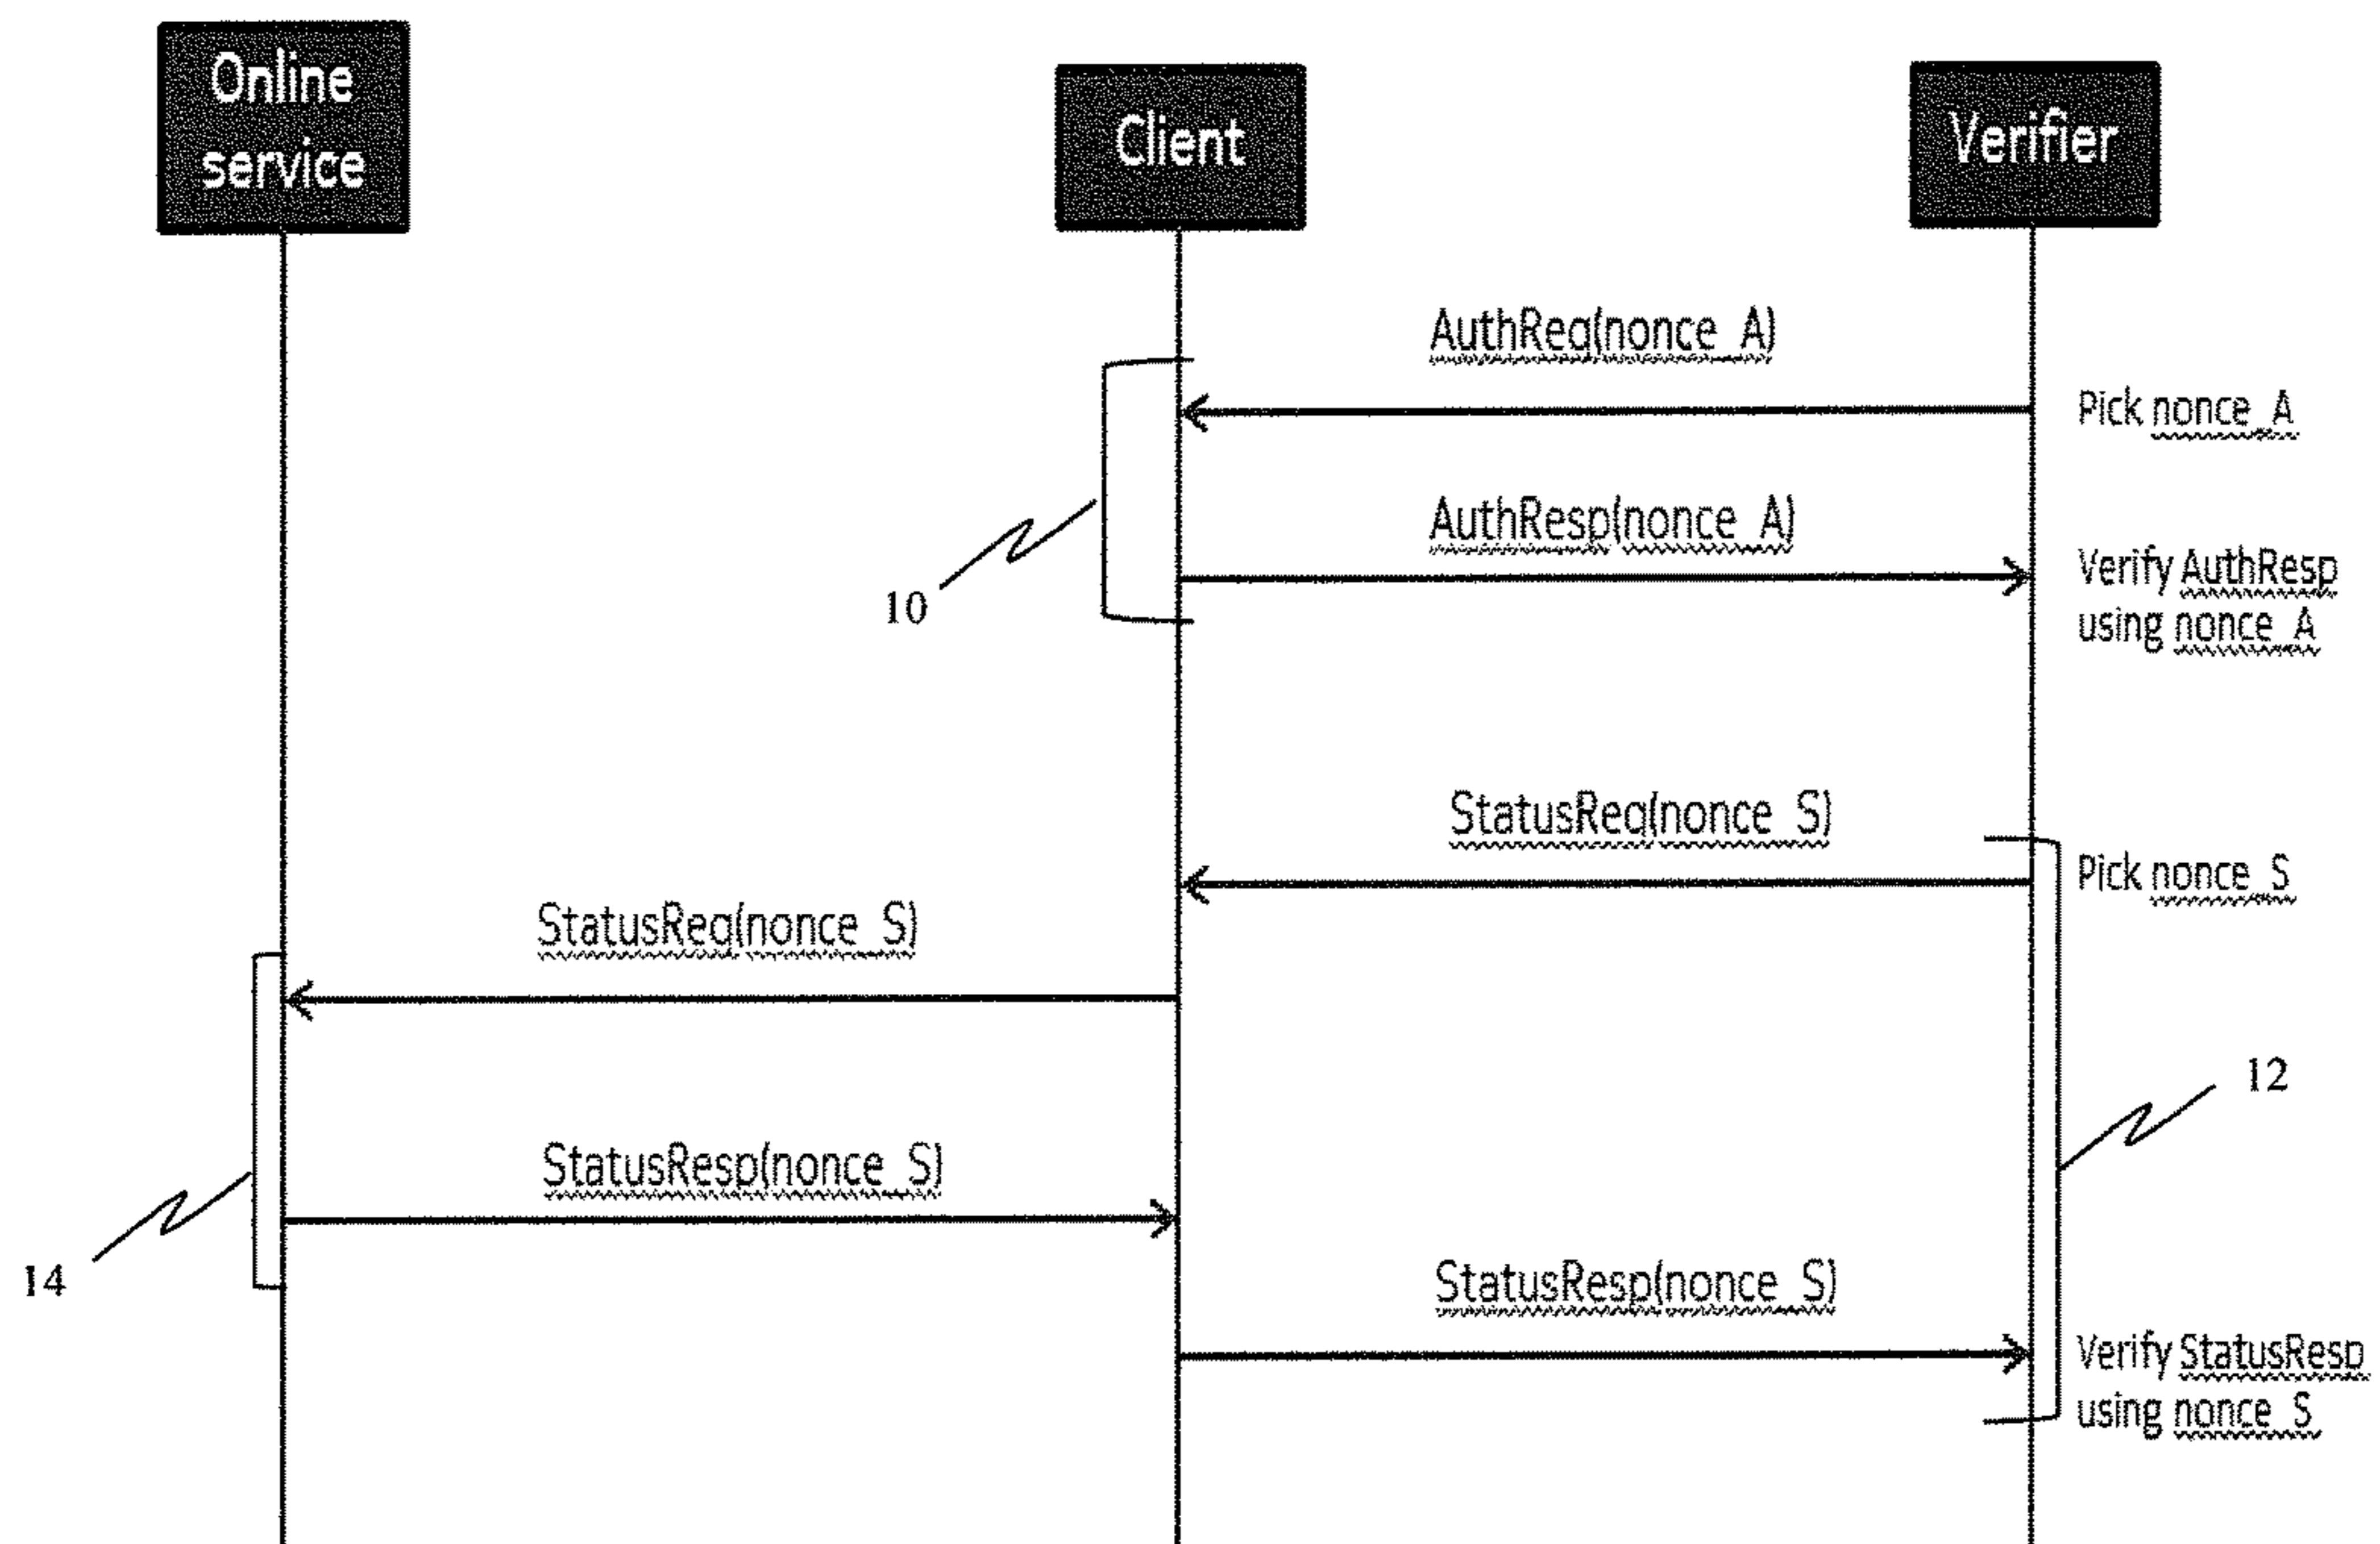 Online
service
Client
Verifier
AuthReq(nonce_A)
Pick nonce_A
AuthResp(nonce_A)
Verify AuthResp
using nonce_A
10
StatusReq(nonce_S)
Pick nonce_S
StatusReq(nonce_S)
12
StatusResp(nonce_S)
14
StatusResp(nonce_S)
Verify StatusResp
using nonce_S